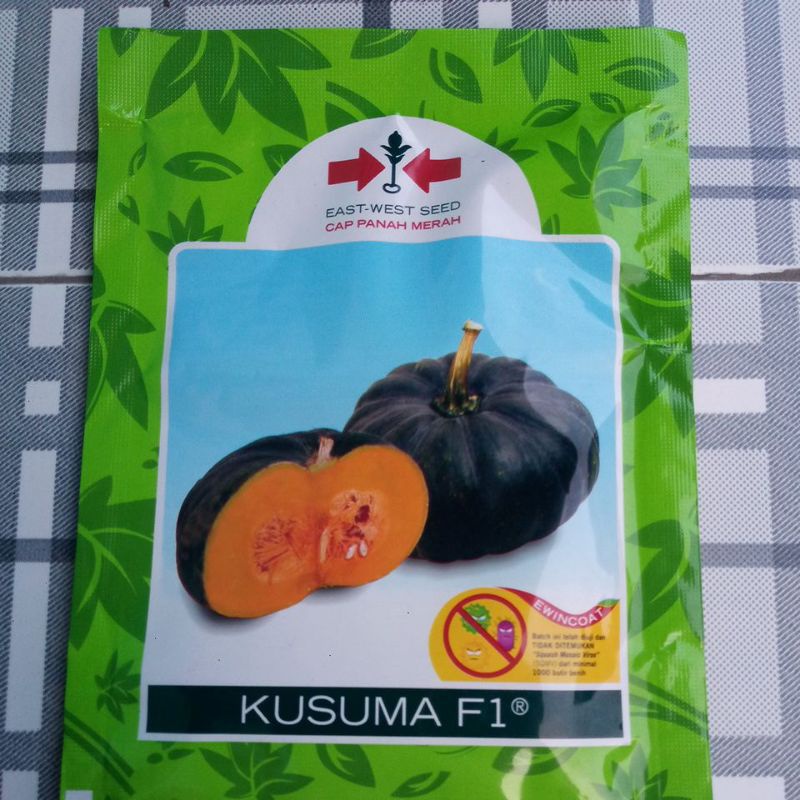 EAST-WEST SEED
CAP PANAH MERAH
EWINCOAT
Batch ini telah diuji dan
TIDAK DITEMUKAN
"Squash Mosaic Virus"
(SQMV) dari minimal
1000 butir benih
KUSUMA F1®